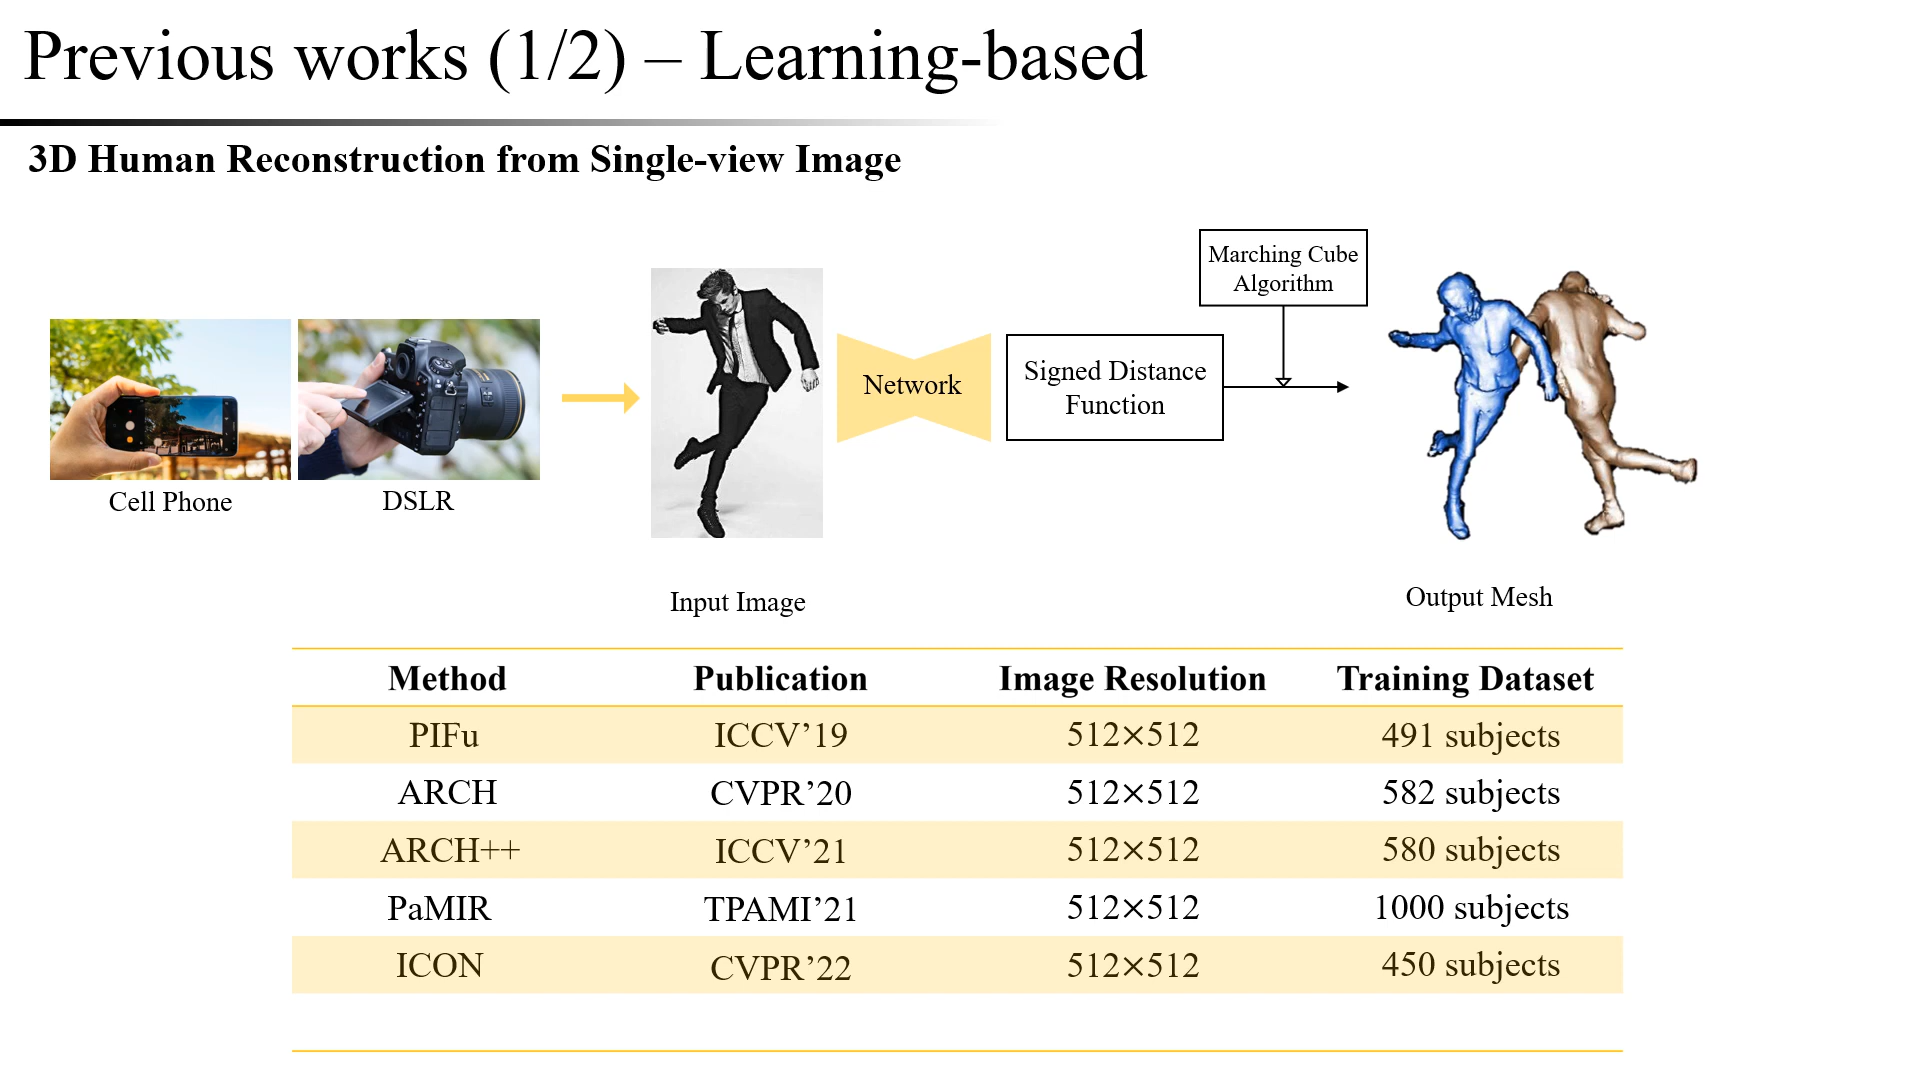 Previous works (1/2) – Learning-based
3D Human Reconstruction from Single-view Image
Cell Phone
DSLR
Input Image
Network
Signed Distance
Function
Marching Cube
Algorithm
Output Mesh
Method Publication Image Resolution Training Dataset
PIFu ICCV’19 512×512 491 subjects
ARCH CVPR’20 512×512 582 subjects
ARCH++ ICCV’21 512×512 580 subjects
PaMIR TPAMI’21 512×512 1000 subjects
ICON CVPR’22 512×512 450 subjects